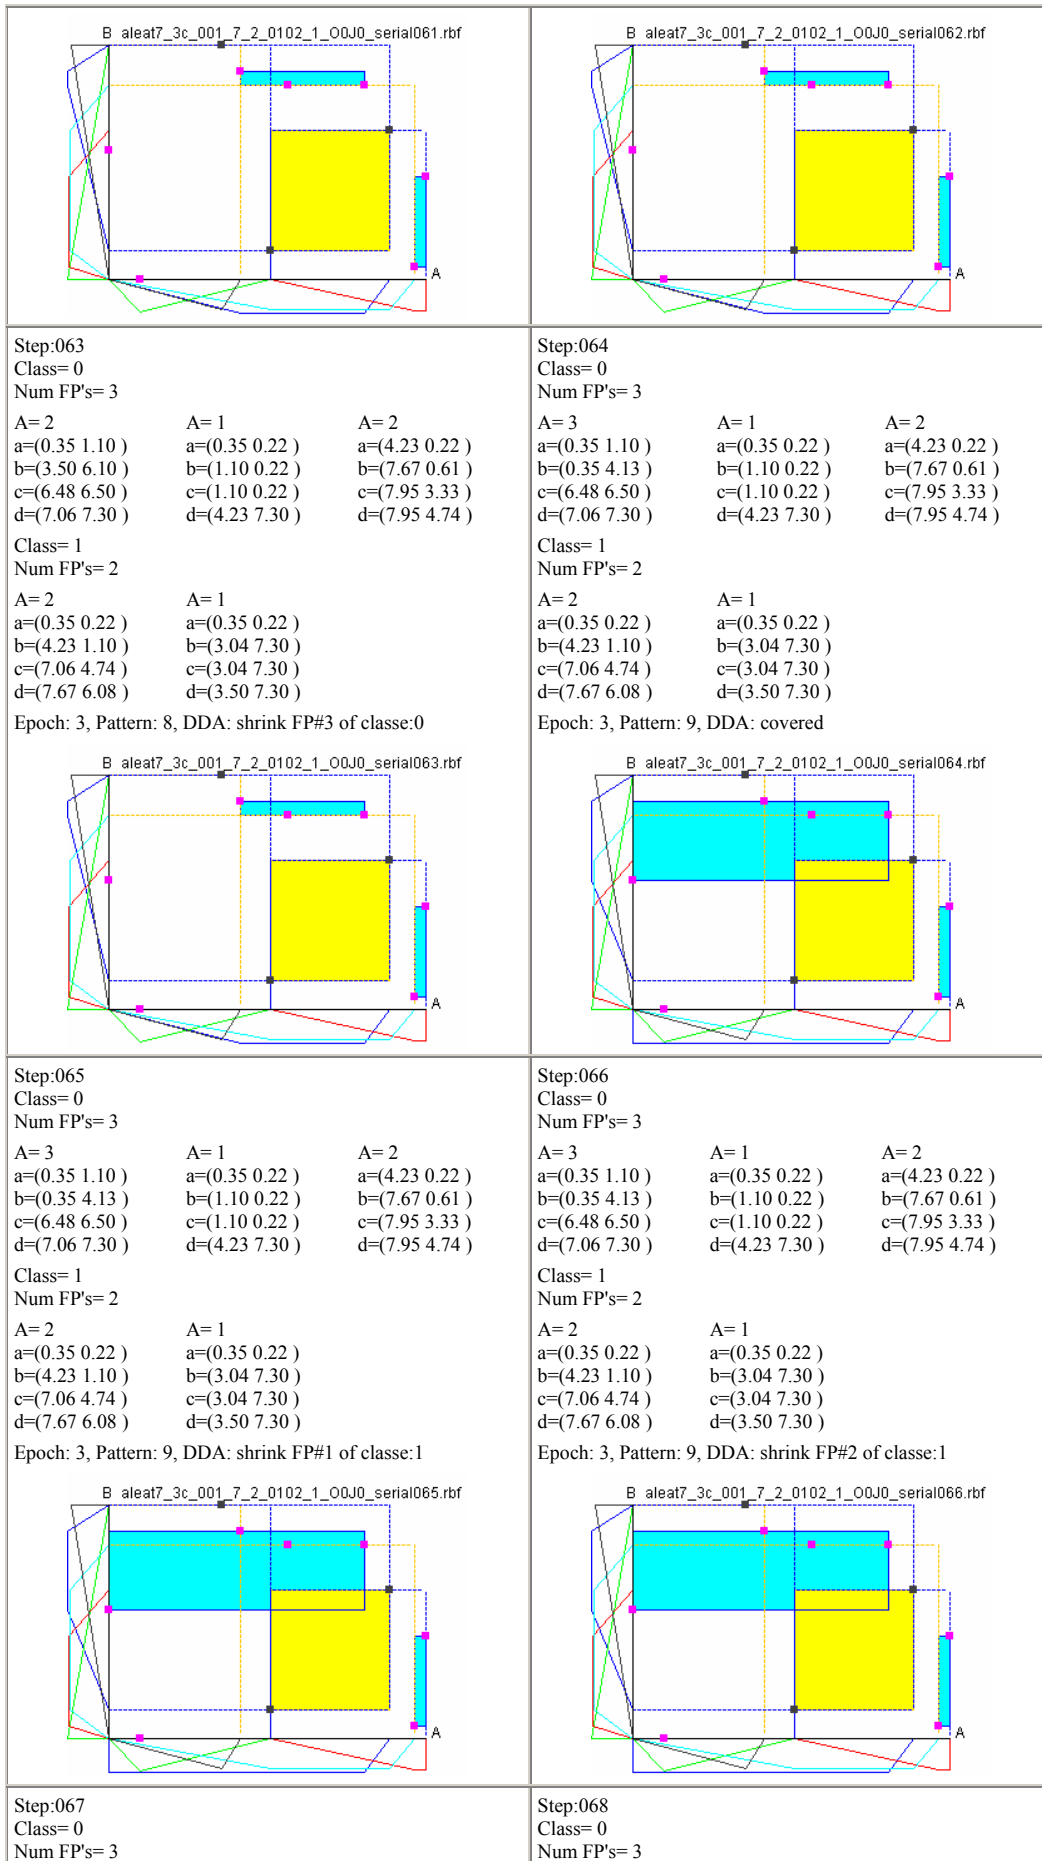 B aleat7_3c_001_7_2_0102_1_O0J0_serial061.rbf
A
B aleat7_3c_001_7_2_0102_1_O0J0_serial062.rbf
A
Step:063
Class= 0
Num FP's= 3
A= 2 A= 1 A= 2
a=(0.35 1.10 ) a=(0.35 0.22 ) a=(4.23 0.22 )
b=(3.50 6.10 ) b=(1.10 0.22 ) b=(7.67 0.61 )
c=(6.48 6.50 ) c=(1.10 0.22 ) c=(7.95 3.33 )
d=(7.06 7.30 ) d=(4.23 7.30 ) d=(7.95 4.74 )
Class= 1
Num FP's= 2
A= 2 A= 1
a=(0.35 0.22 ) a=(0.35 0.22 )
b=(4.23 1.10 ) b=(3.04 7.30 )
c=(7.06 4.74 ) c=(3.04 7.30 )
d=(7.67 6.08 ) d=(3.50 7.30 )
Epoch: 3, Pattern: 8, DDA: shrink FP#3 of classe:0
B aleat7_3c_001_7_2_0102_1_O0J0_serial063.rbf
A
Step:064
Class= 0
Num FP's= 3
A= 3 A= 1 A= 2
a=(0.35 1.10 ) a=(0.35 0.22 ) a=(4.23 0.22 )
b=(0.35 4.13 ) b=(1.10 0.22 ) b=(7.67 0.61 )
c=(6.48 6.50 ) c=(1.10 0.22 ) c=(7.95 3.33 )
d=(7.06 7.30 ) d=(4.23 7.30 ) d=(7.95 4.74 )
Class= 1
Num FP's= 2
A= 2 A= 1
a=(0.35 0.22 ) a=(0.35 0.22 )
b=(4.23 1.10 ) b=(3.04 7.30 )
c=(7.06 4.74 ) c=(3.04 7.30 )
d=(7.67 6.08 ) d=(3.50 7.30 )
Epoch: 3, Pattern: 9, DDA: covered
B aleat7_3c_001_7_2_0102_1_O0J0_serial064.rbf
A
Step:065
Class= 0
Num FP's= 3
A= 3 A= 1 A= 2
a=(0.35 1.10 ) a=(0.35 0.22 ) a=(4.23 0.22 )
b=(0.35 4.13 ) b=(1.10 0.22 ) b=(7.67 0.61 )
c=(6.48 6.50 ) c=(1.10 0.22 ) c=(7.95 3.33 )
d=(7.06 7.30 ) d=(4.23 7.30 ) d=(7.95 4.74 )
Class= 1
Num FP's= 2
A= 2 A= 1
a=(0.35 0.22 ) a=(0.35 0.22 )
b=(4.23 1.10 ) b=(3.04 7.30 )
c=(7.06 4.74 ) c=(3.04 7.30 )
d=(7.67 6.08 ) d=(3.50 7.30 )
Epoch: 3, Pattern: 9, DDA: shrink FP#1 of classe:1
B aleat7_3c_001_7_2_0102_1_O0J0_serial065.rbf
A
Step:066
Class= 0
Num FP's= 3
A= 3 A= 1 A= 2
a=(0.35 1.10 ) a=(0.35 0.22 ) a=(4.23 0.22 )
b=(0.35 4.13 ) b=(1.10 0.22 ) b=(7.67 0.61 )
c=(6.48 6.50 ) c=(1.10 0.22 ) c=(7.95 3.33 )
d=(7.06 7.30 ) d=(4.23 7.30 ) d=(7.95 4.74 )
Class= 1
Num FP's= 2
A= 2 A= 1
a=(0.35 0.22 ) a=(0.35 0.22 )
b=(4.23 1.10 ) b=(3.04 7.30 )
c=(7.06 4.74 ) c=(3.04 7.30 )
d=(7.67 6.08 ) d=(3.50 7.30 )
Epoch: 3, Pattern: 9, DDA: shrink FP#2 of classe:1
B aleat7_3c_001_7_2_0102_1_O0J0_serial066.rbf
A
Step:067
Class= 0
Num FP's= 3
Step:068
Class= 0
Num FP's= 3